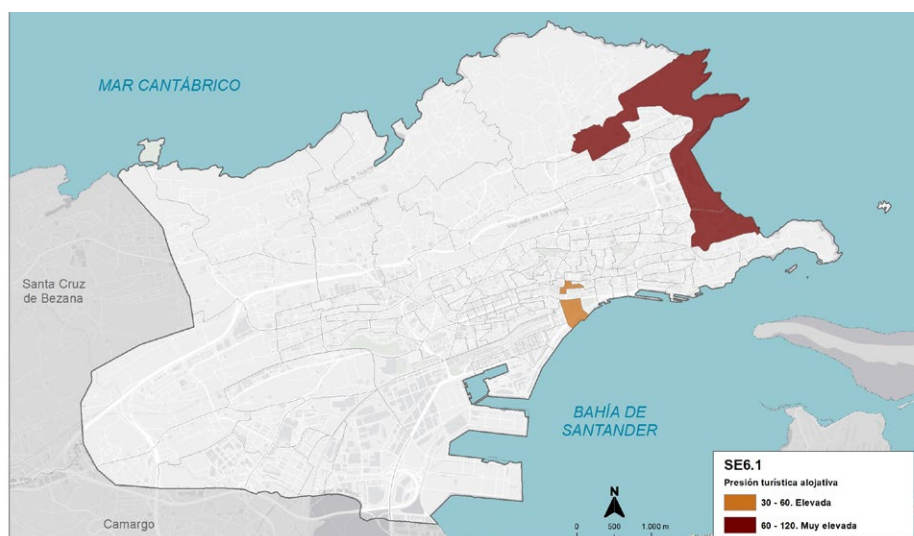 MAR CANTÁBRICO
Santa Cruz
de Bezana
BAHÍA DE
SANTANDER
Camargo
N
0 500 1.000 m
SE6.1
Presión turística alojativa
30 - 60. Elevada
60 - 120. Muy elevada